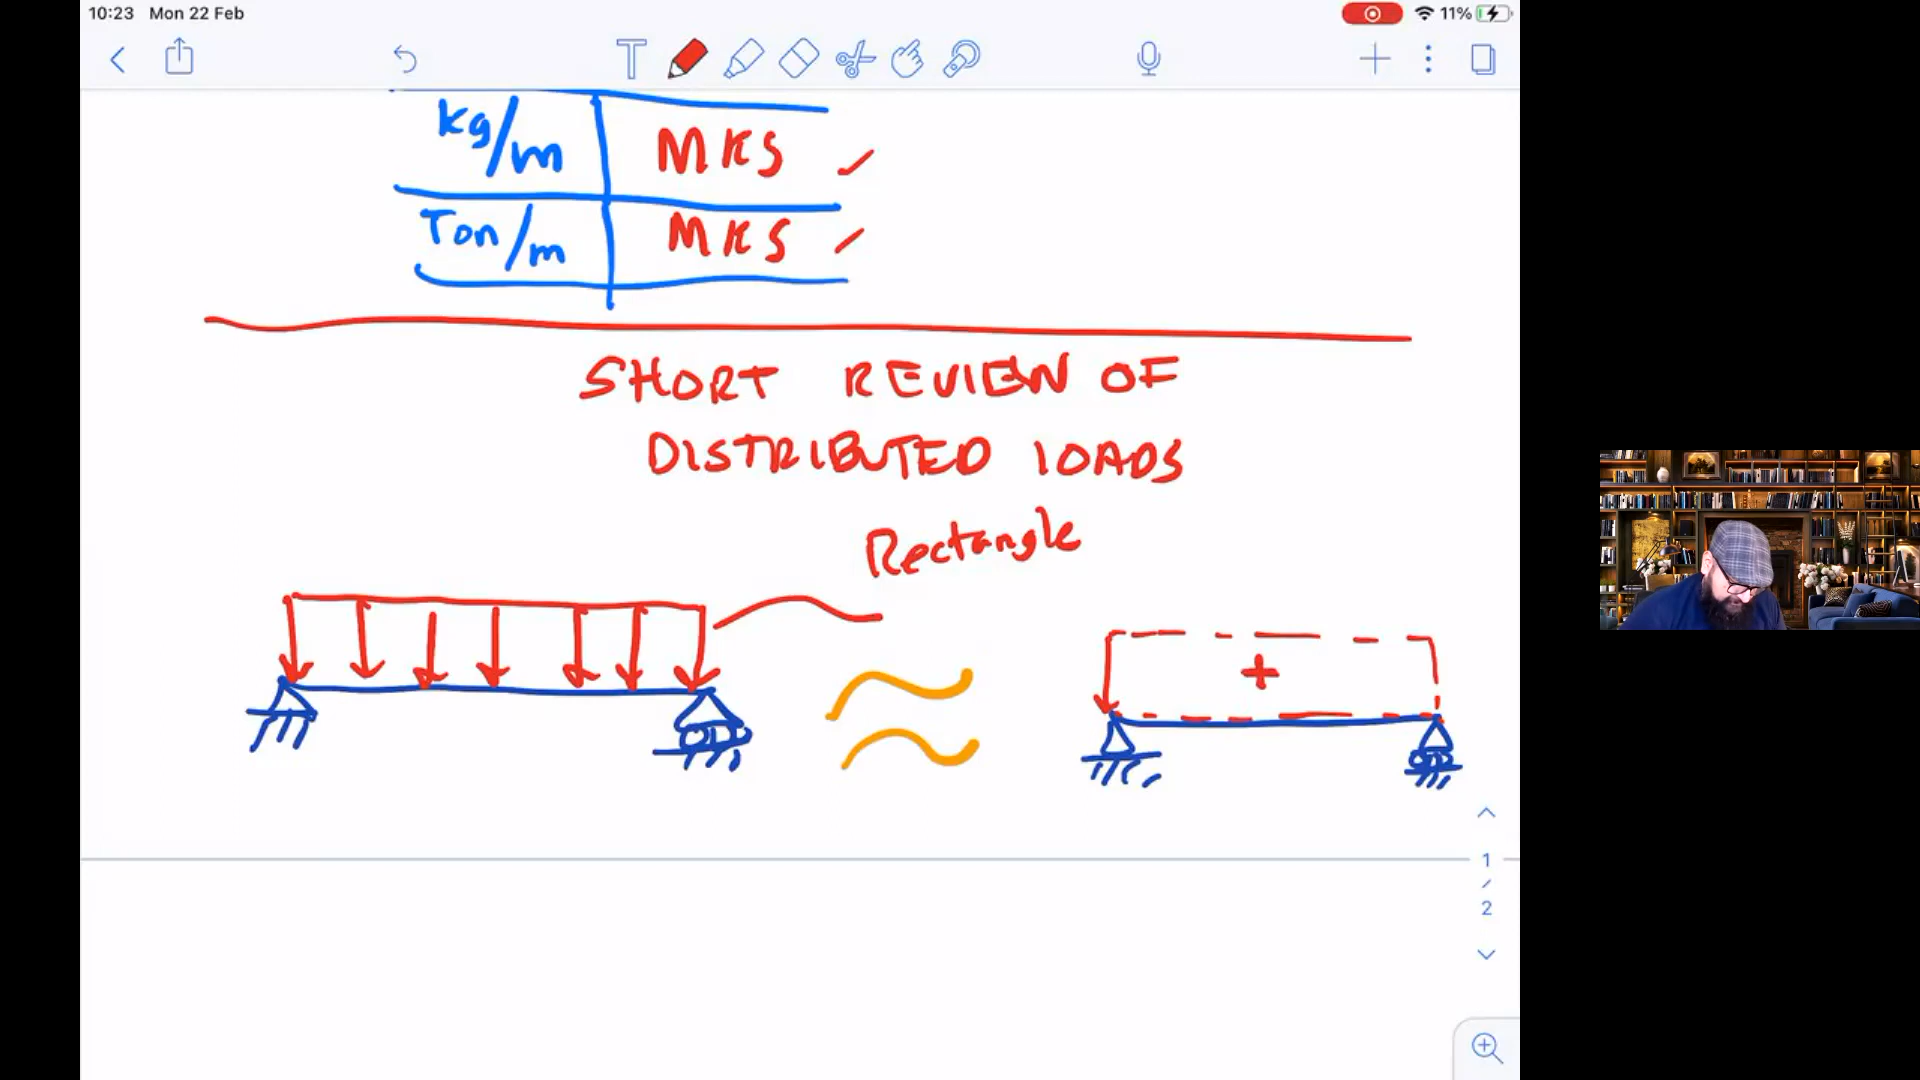 10:23 Mon 22 Feb
11%
T
Kg/m MKS
Ton/m MKS
SHORT REVIEW OF
DISTRIBUTED LOADS
Rectangle
+
1
/
2